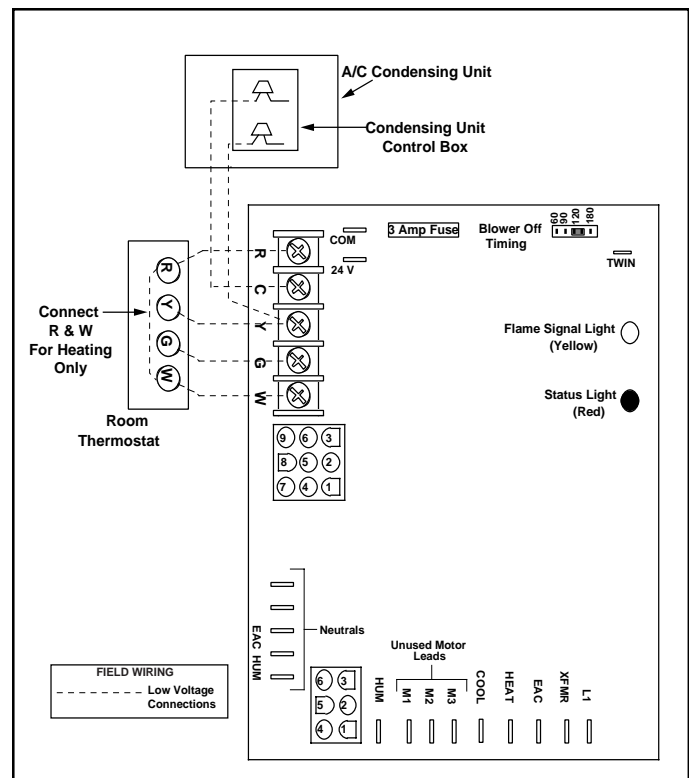 A/C Condensing Unit
Condensing Unit
Control Box
R
C
Y
G
W
COM
24 V
3 Amp Fuse
Blower Off
Timing
60
90
120
180
TWIN
R
Y
G
W
Connect
R & W
For Heating
Only
Room
Thermostat
Flame Signal Light
(Yellow)
Status Light
(Red)
9 6 3
8 5 2
7 4 1
EAC HUM
Neutrals
Unused Motor
Leads
6 3
5 2
4 1
HUM
M1
M2
M3
COOL
HEAT
EAC
XFMR
L1
FIELD WIRING
Low Voltage
Connections